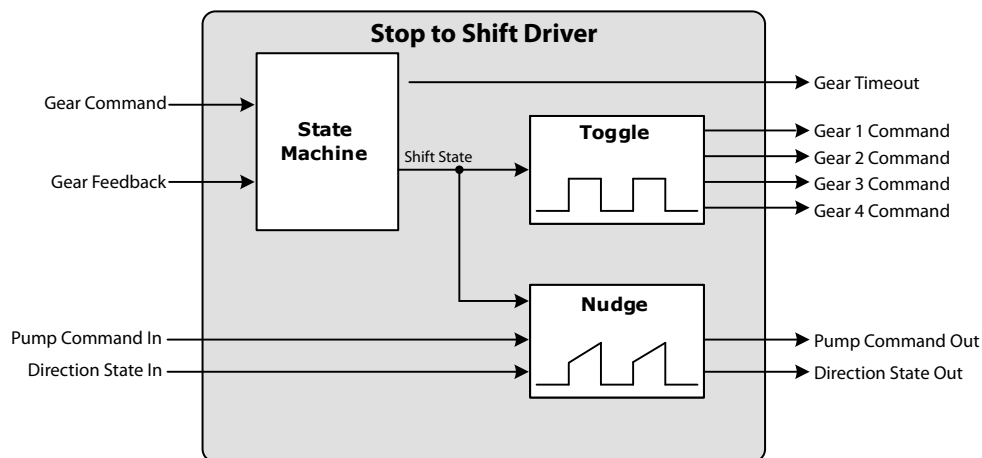 Stop to Shift Driver
Gear Command
Gear Feedback
State
Machine
Shift State
Gear Timeout
Toggle
Gear 1 Command
Gear 2 Command
Gear 3 Command
Gear 4 Command
Nudge
Pump Command In
Direction State In
Pump Command Out
Direction State Out